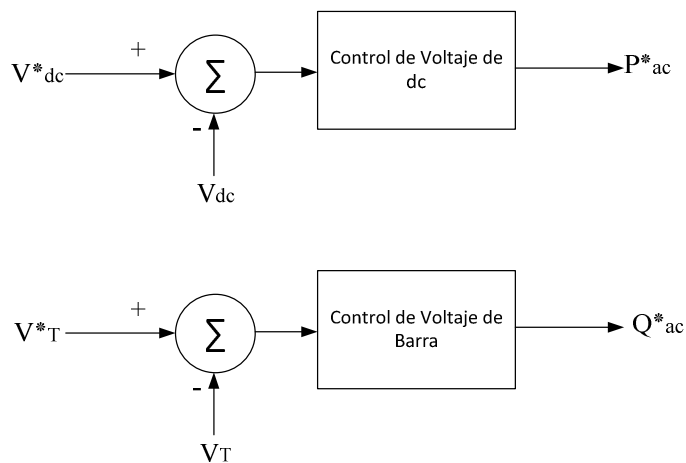 +
V*dc
Σ
Control de Voltaje de
dc
P*ac
-
Vdc
+
V*T
Σ
Control de Voltaje de
Barra
Q*ac
-
VT